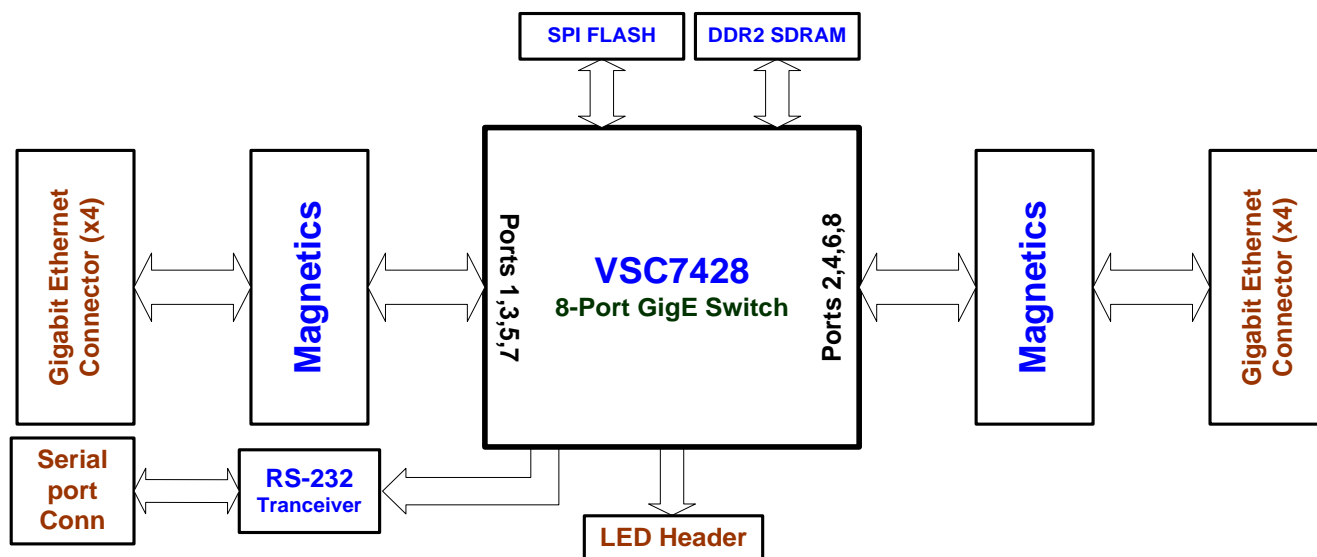 SPI FLASH
DDR2 SDRAM
Gigabit Ethernet
Connector (x4)
Magnetics
Ports 1,3,5,7
VSC7428
8-Port GigE Switch
Ports 2,4,6,8
Magnetics
Gigabit Ethernet
Connector (x4)
Serial
port
Conn
RS-232
Tranceiver
LED Header